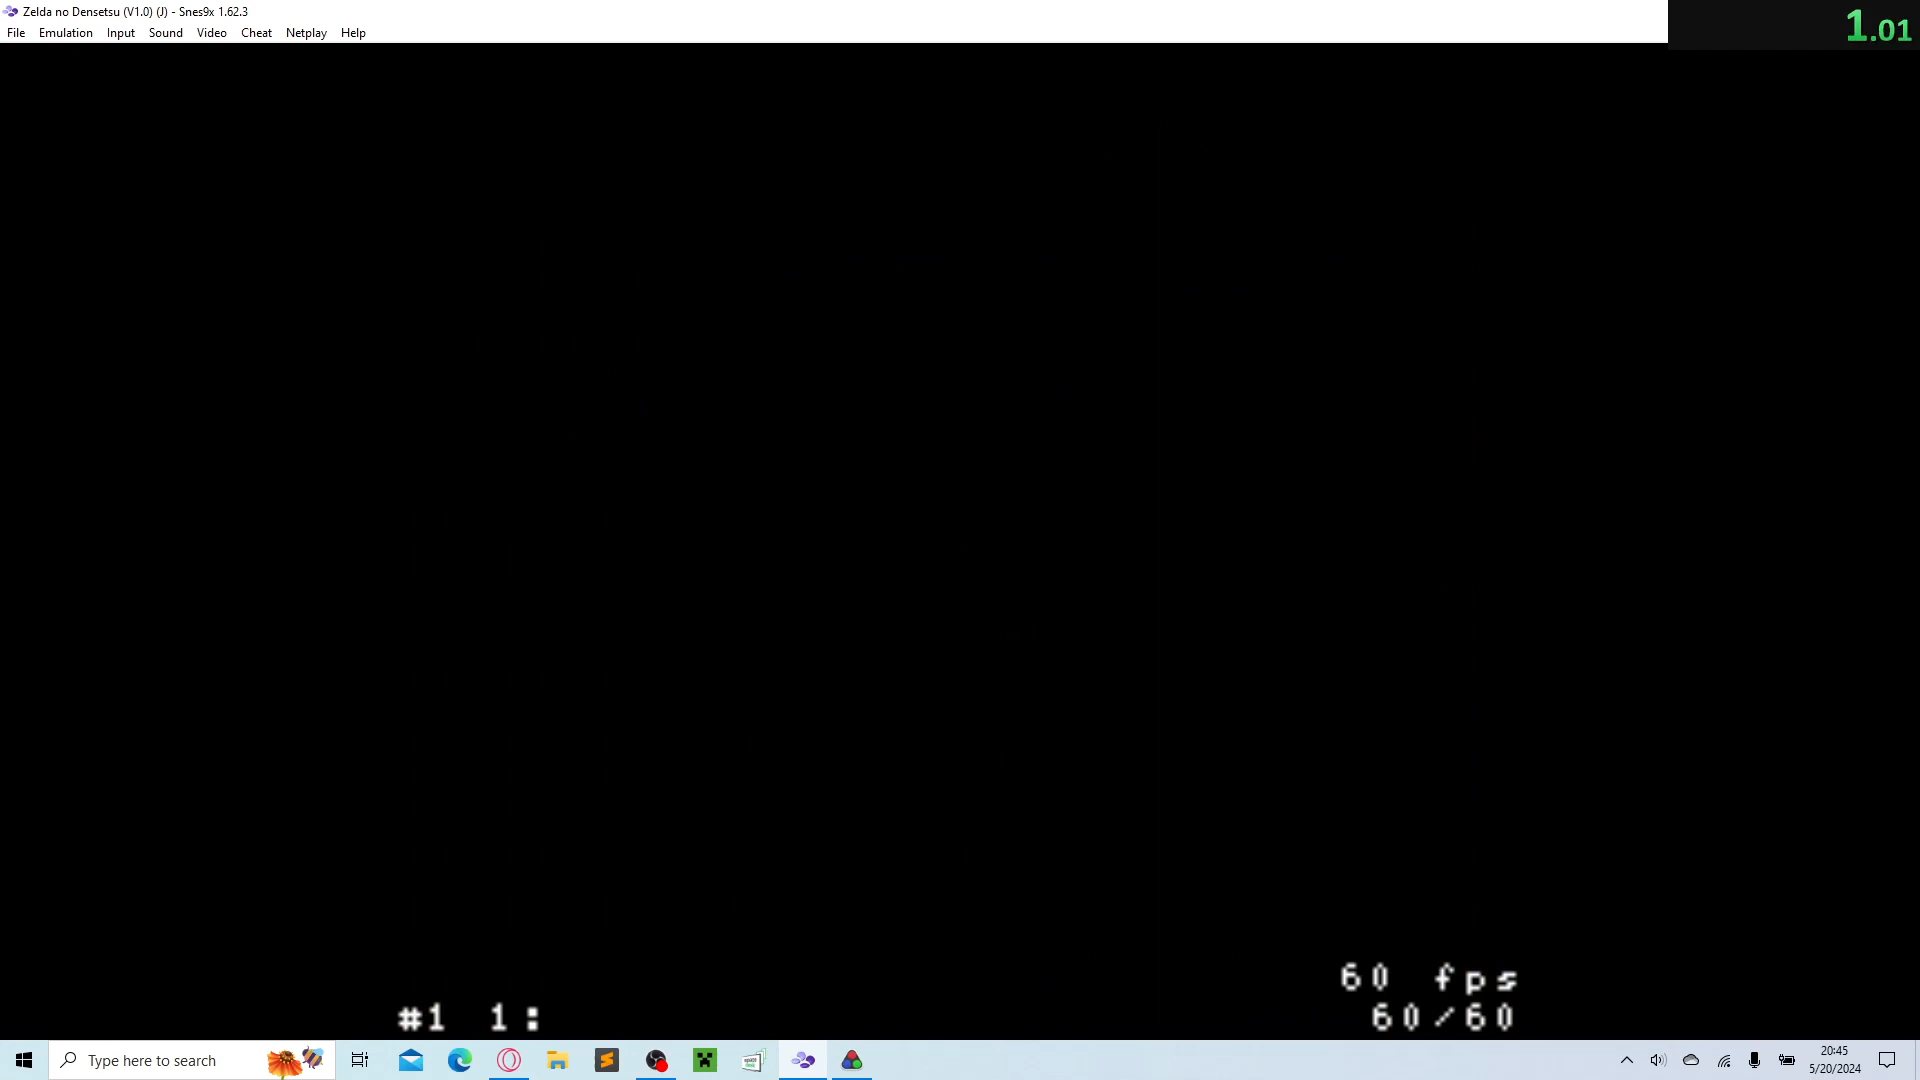 Zelda no Densetsu (V1.0) (J) - Snes9x 1.62.3
File Emulation Input Sound Video Cheat Netplay Help
1.01
60 fps
#1 1: 60/60
Type here to search
20:45
5/20/2024